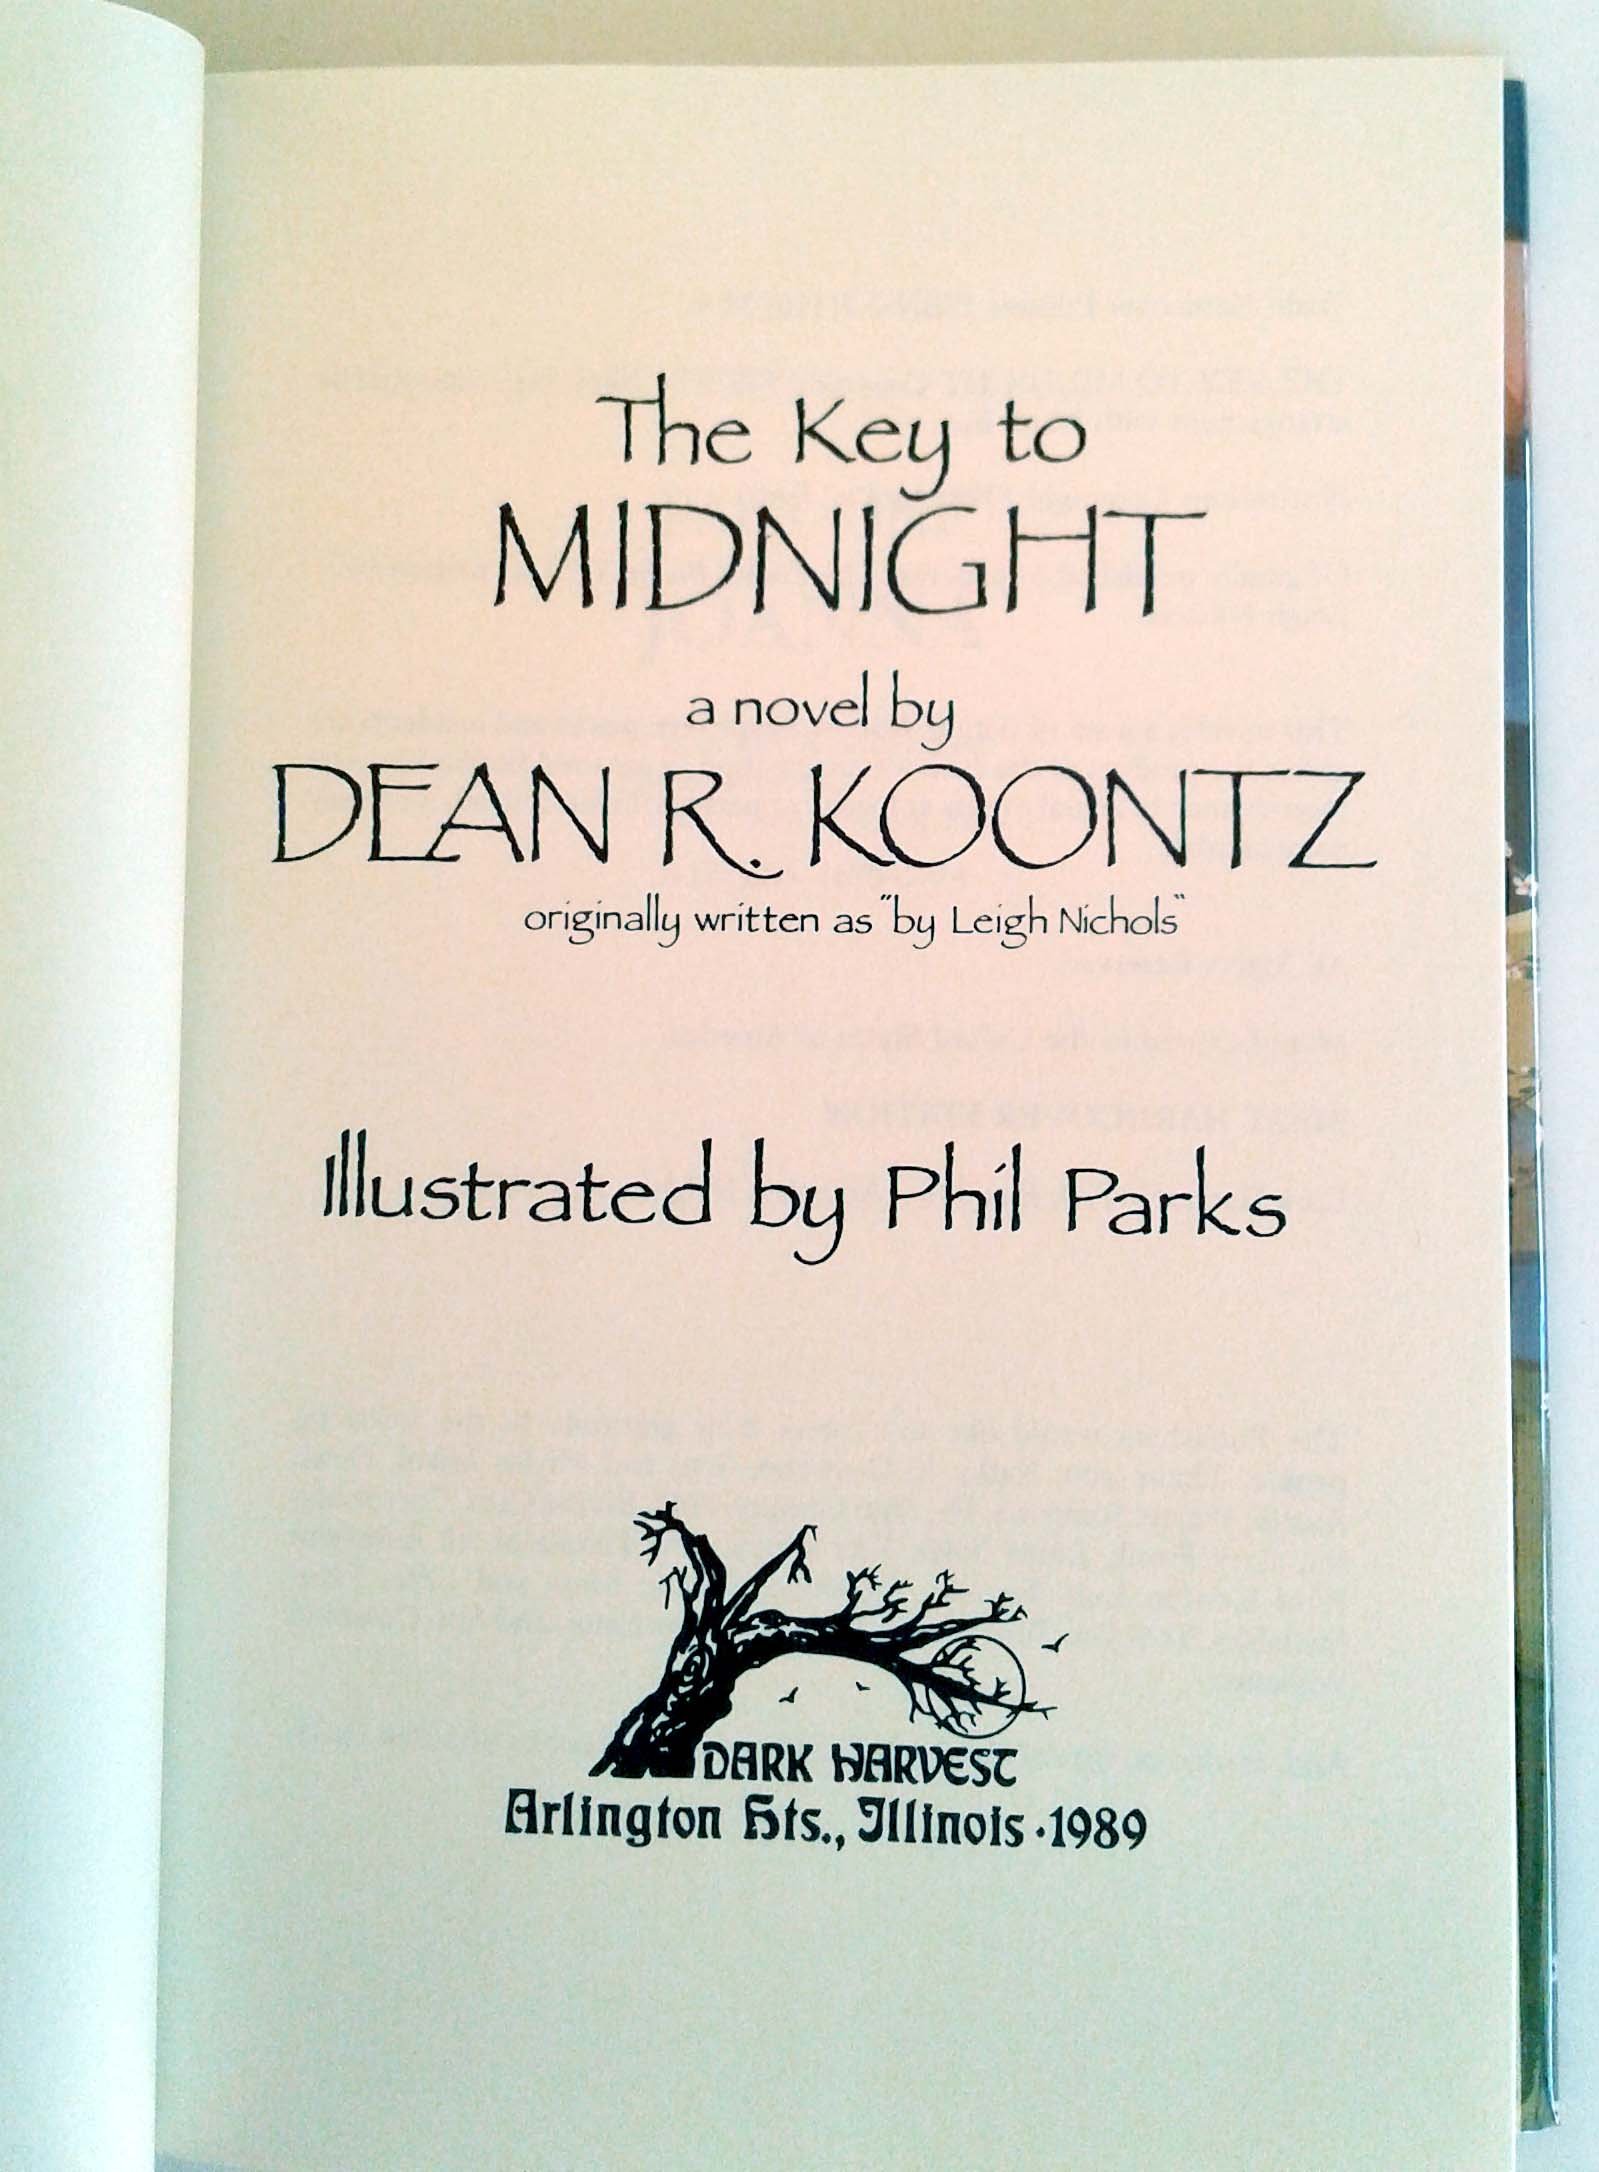 The Key to
MIDNIGHT
a novel by
DEAN R. KOONTZ
originally written as "by Leigh Nichols"
Illustrated by Phil Parks
DARK HARVEST
Arlington Hts., Illinois · 1989